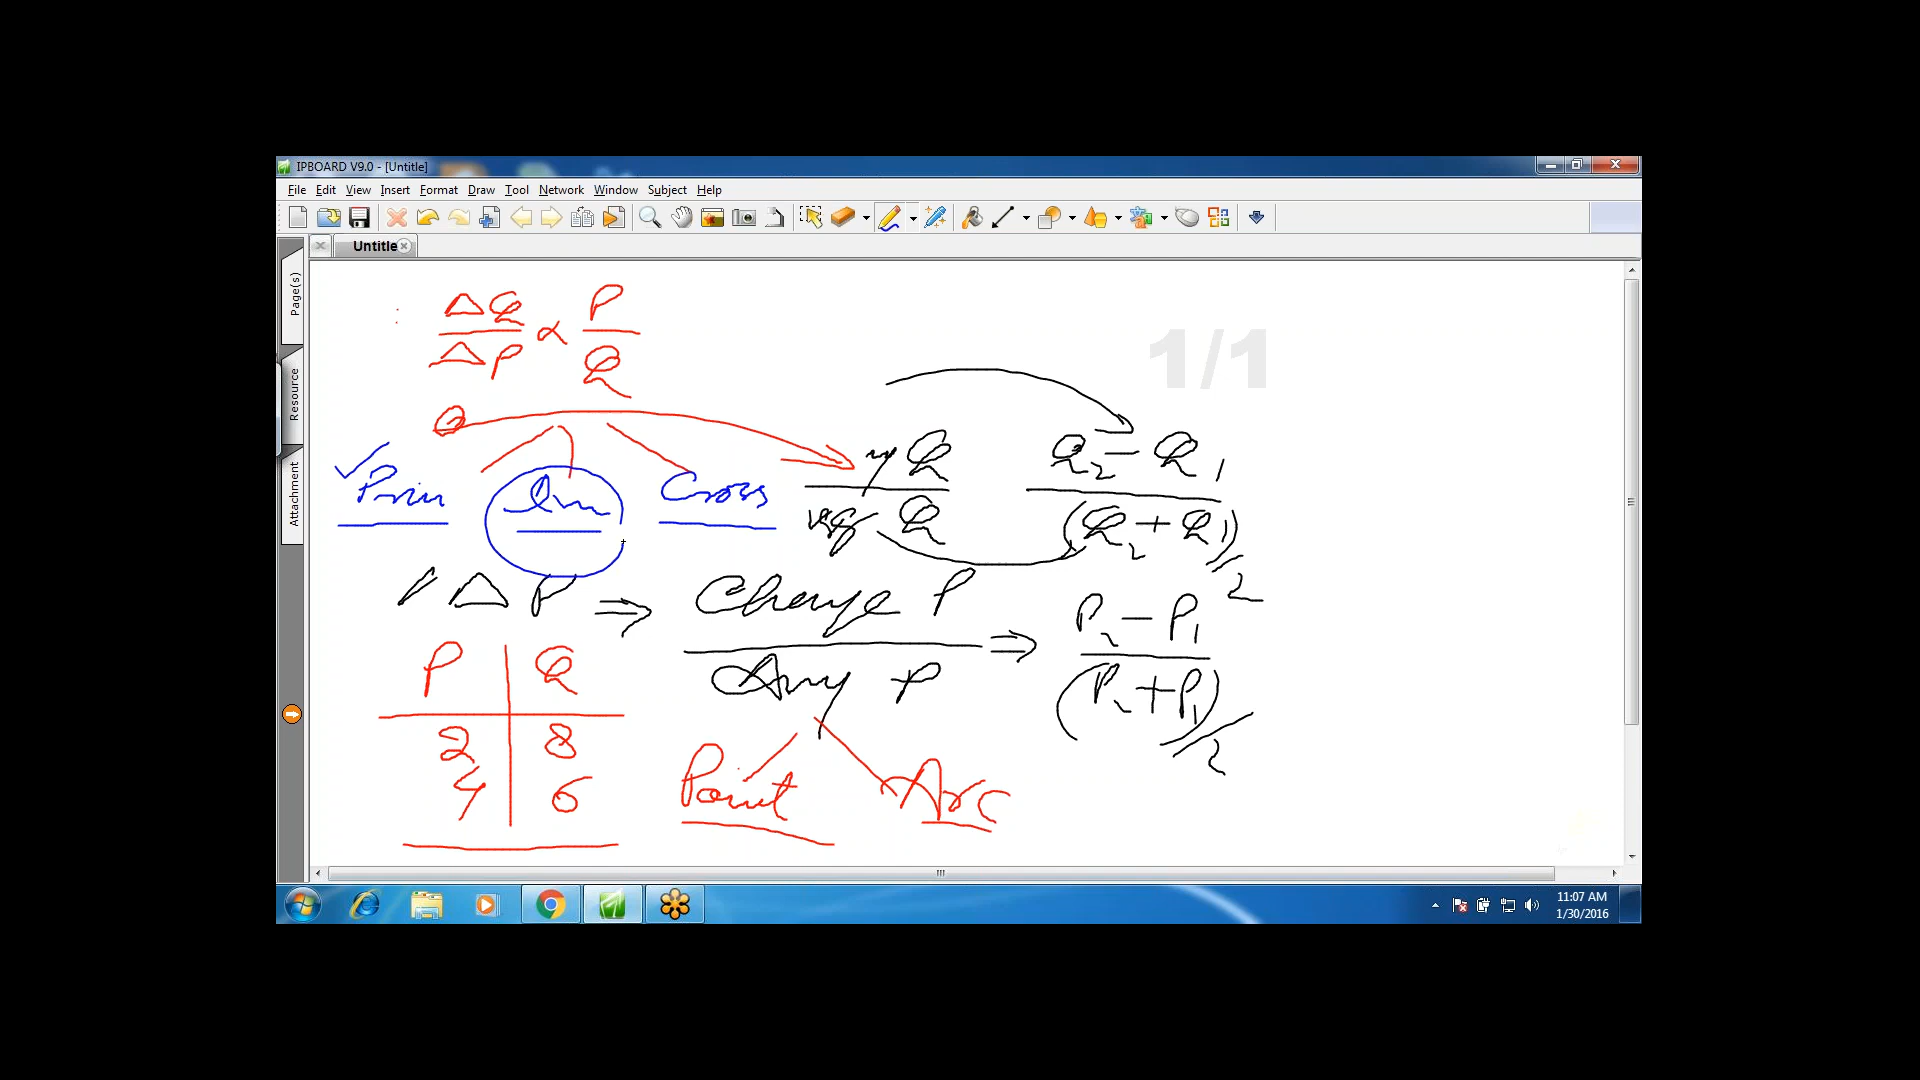 IPBOARD V9.0 - [Untitle]
File Edit View Insert Format Draw Tool Network Window Subject Help
Untitle
Page(s)
Resource
Attachment
1/1
ΔQ / ΔP ∝ P / Q
Q
Prim
Cross
Q / Q
Q2 - Q1 / (Q2 + Q1)/2
Δ P ⇒ Change P / Avg P ⇒ P2 - P1 / (P2 + P1)/2
P Q
2 8
4 6
Point Arc
11:07 AM
1/30/2016